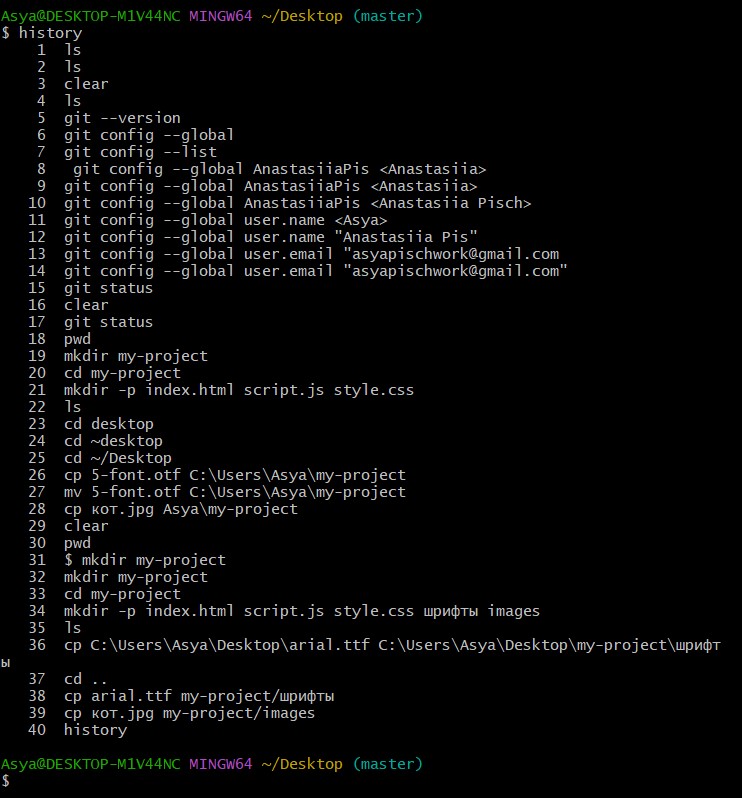 Asya@DESKTOP-M1V44NC MINGW64 ~/Desktop (master)
$ history
    1  ls
    2  ls
    3  clear
    4  ls
    5  git --version
    6  git config --global
    7  git config --list
    8   git config --global AnastasiiaPis <Anastasiia>
    9  git config --global AnastasiiaPis <Anastasiia>
   10  git config --global AnastasiiaPis <Anastasiia Pisch>
   11  git config --global user.name <Asya>
   12  git config --global user.name "Anastasiia Pis"
   13  git config --global user.email "asyapischwork@gmail.com
   14  git config --global user.email "asyapischwork@gmail.com"
   15  git status
   16  clear
   17  git status
   18  pwd
   19  mkdir my-project
   20  cd my-project
   21  mkdir -p index.html script.js style.css
   22  ls
   23  cd desktop
   24  cd ~desktop
   25  cd ~/Desktop
   26  cp 5-font.otf C:\Users\Asya\my-project
   27  mv 5-font.otf C:\Users\Asya\my-project
   28  cp кот.jpg Asya\my-project
   29  clear
   30  pwd
   31  $ mkdir my-project
   32  mkdir my-project
   33  cd my-project
   34  mkdir -p index.html script.js style.css шрифты images
   35  ls
   36  cp C:\Users\Asya\Desktop\arial.ttf C:\Users\Asya\Desktop\my-project\шрифт
ы
   37  cd ..
   38  cp arial.ttf my-project/шрифты
   39  cp кот.jpg my-project/images
   40  history
Asya@DESKTOP-M1V44NC MINGW64 ~/Desktop (master)
$